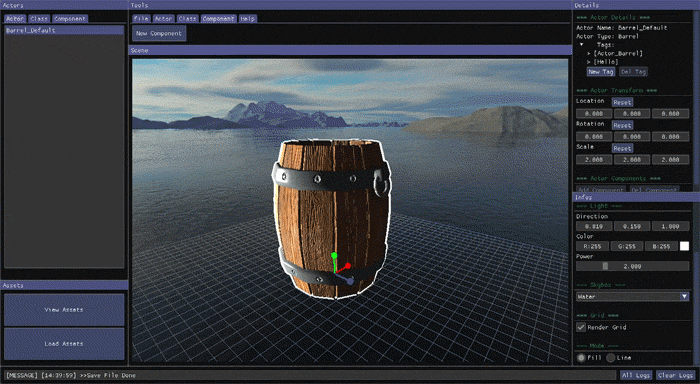 Actors
Actor Class Component
Barrel_Default
Assets
View Assets
Load Assets
Tools
File Actor Class Component Help
New Component
Scene
Details
=== Actor Details ===
Actor Name: Barrel_Default
Actor Type: Barrel
Tags:
> [Actor_Barrel]
> [Hello]
New Tag Del Tag
=== Actor Transform ===
Location Reset
0.000 0.000 0.000
Rotation Reset
0.000 0.000 0.000
Scale Reset
2.000 2.000 2.000
=== Actor Components ===
Add Component Del Component
Infos
--- Light ---
Direction
0.819 0.159 1.000
Color
R:255 G:255 B:255
Power
2.000
--- Skybox ---
Water
=== Grid ===
Render Grid
--- Mode ---
Fill Line
[MESSAGE] [14:39:59] >>Save File Done
All Logs Clear Logs